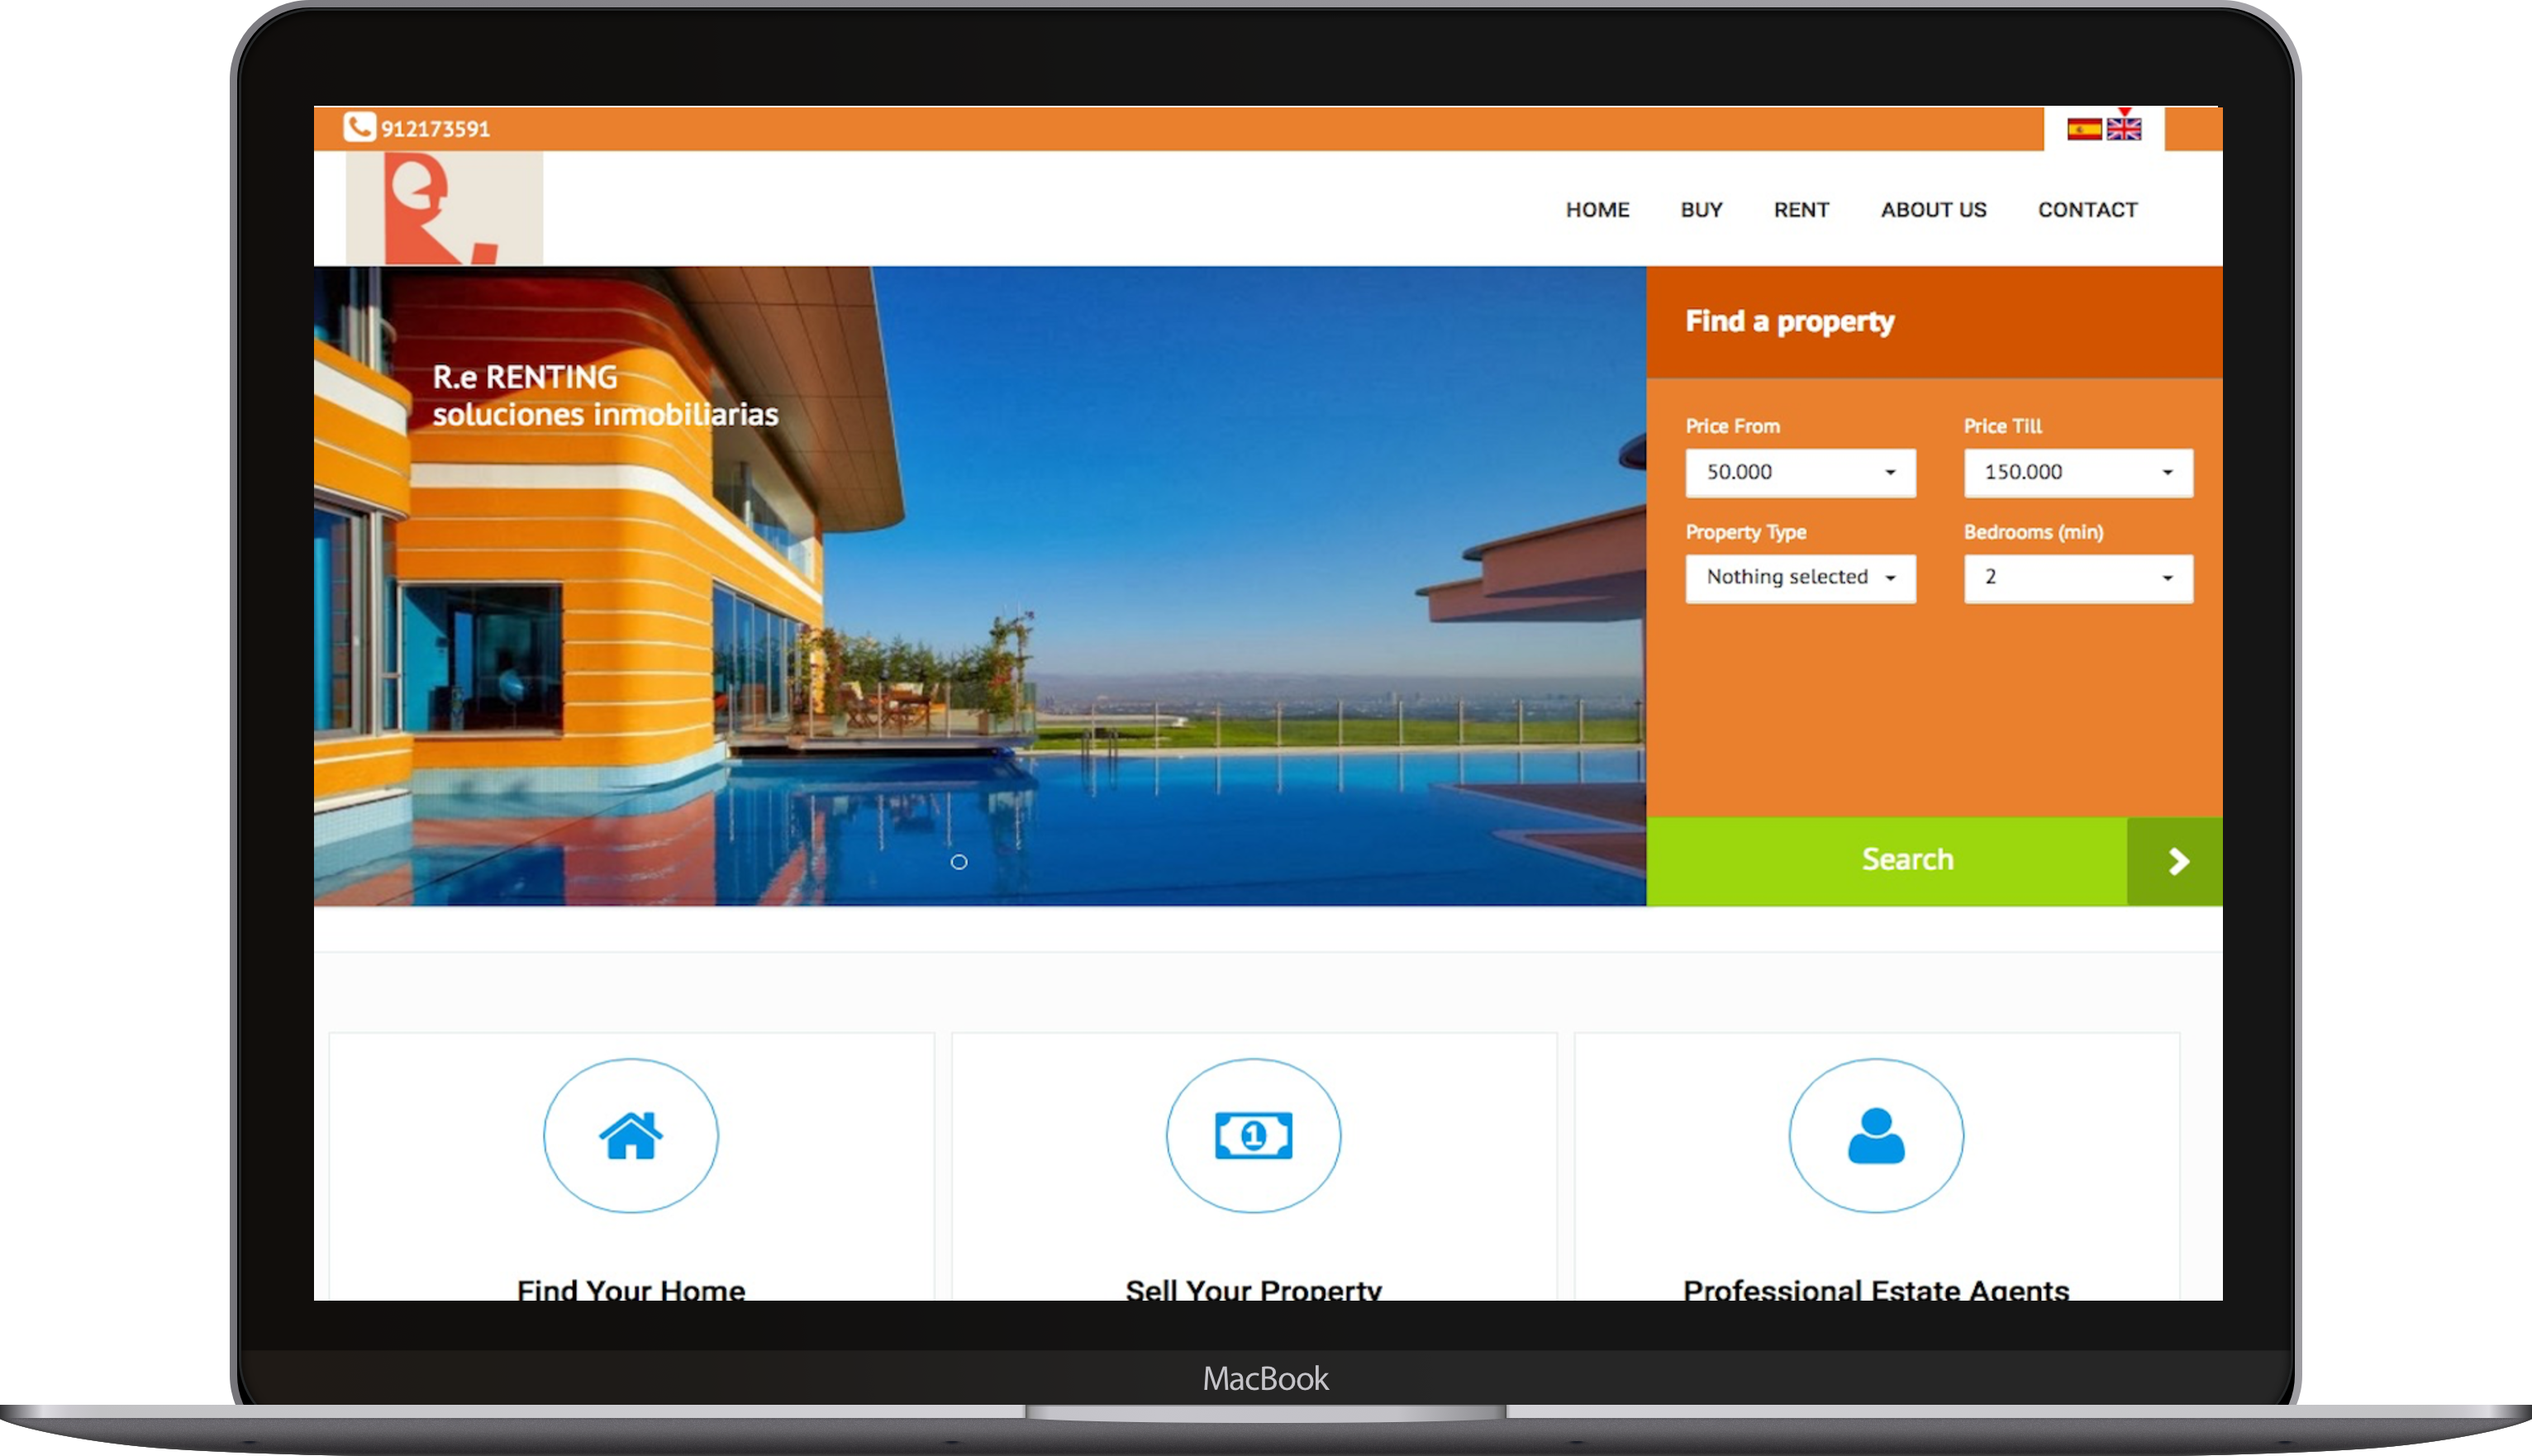 912173591
HOME BUY RENT ABOUT US CONTACT
R.e RENTING
soluciones inmobiliarias
Find a property
Price From Price Till
50.000 150.000
Property Type Bedrooms (min)
Nothing selected 2
Search
1
Find Your Home Sell Your Property Professional Estate Agents
MacBook